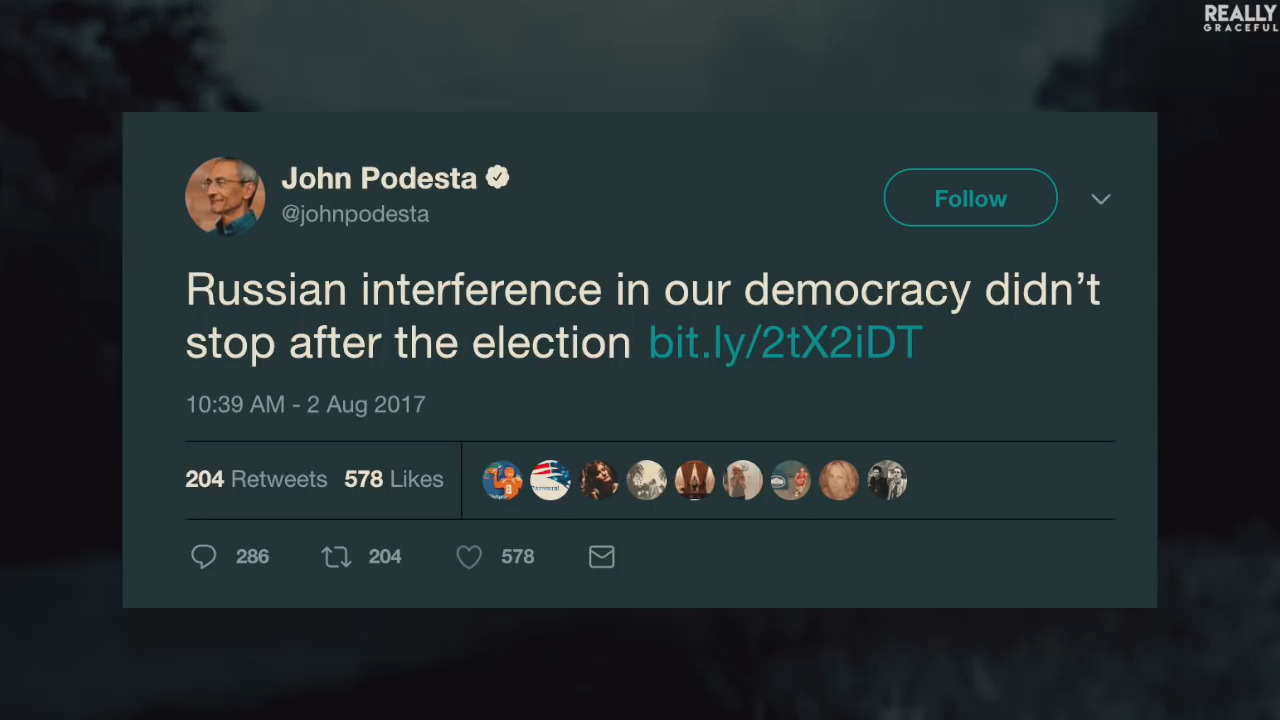 REALLY
GRACEFUL
John Podesta
@johnpodesta
Follow
Russian interference in our democracy didn’t
stop after the election bit.ly/2tX2iDT
10:39 AM - 2 Aug 2017
204 Retweets 578 Likes
286 204 578